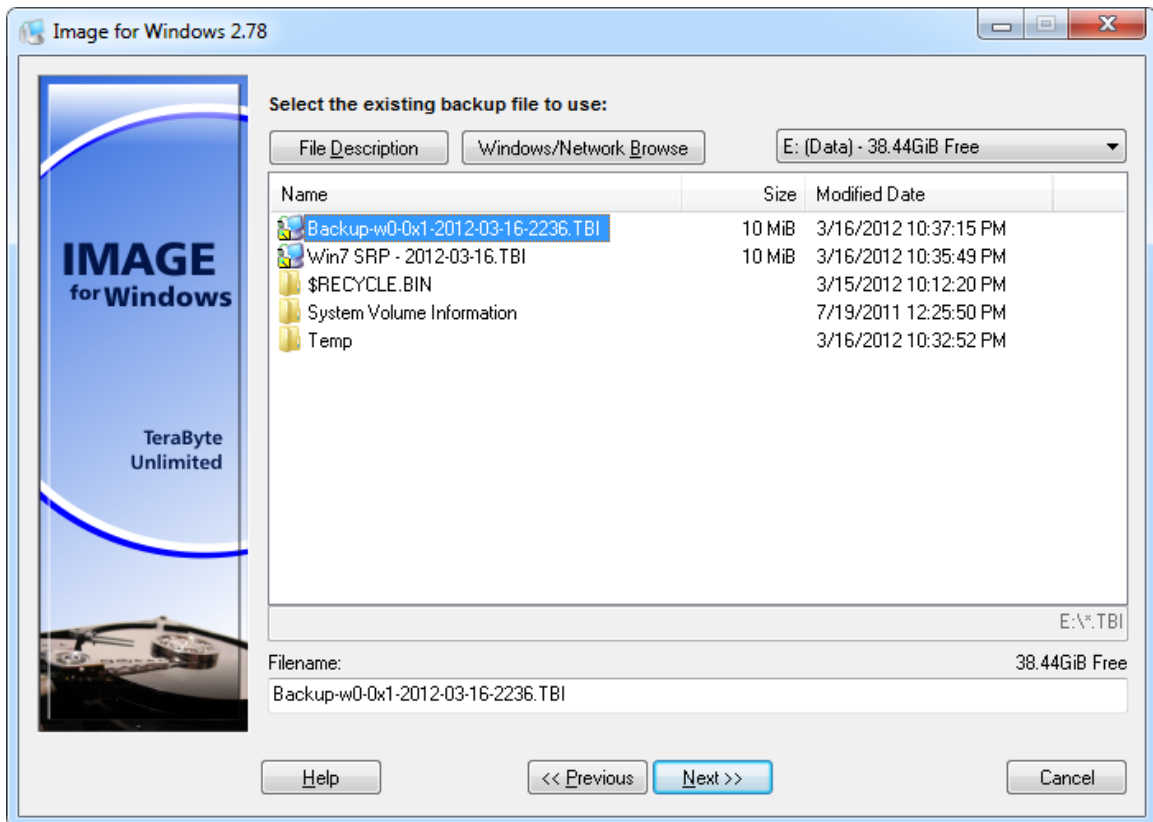 Image for Windows 2.78
IMAGE
for Windows
TeraByte
Unlimited
Select the existing backup file to use:
File Description
Windows/Network Browse
E: (Data) - 38.44GiB Free
Name Size Modified Date
Backup-w0-0x1-2012-03-16-2236.TBI 10 MiB 3/16/2012 10:37:15 PM
Win7 SRP - 2012-03-16.TBI 10 MiB 3/16/2012 10:35:49 PM
$RECYCLE.BIN 3/15/2012 10:12:20 PM
System Volume Information 7/19/2011 12:25:50 PM
Temp 3/16/2012 10:32:52 PM
E:\*.TBI
Filename: 38.44GiB Free
Backup-w0-0x1-2012-03-16-2236.TBI
Help
<< Previous
Next >>
Cancel